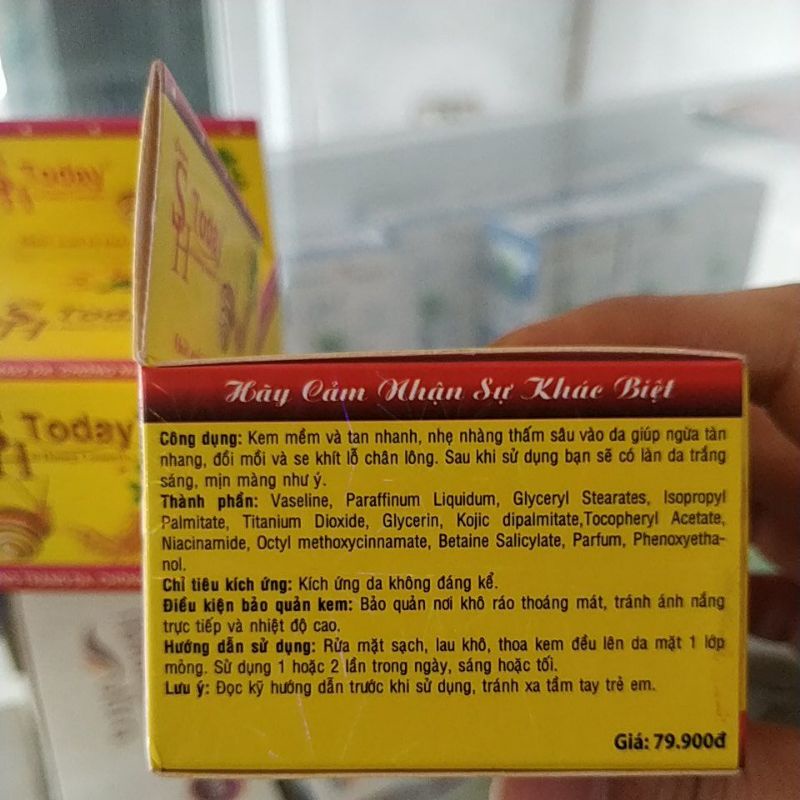 Today
Today
Today
S H Today
Hãy Cảm Nhận Sự Khác Biệt
Công dụng: Kem mềm và tan nhanh, nhẹ nhàng thấm sâu vào da giúp ngừa tàn
nhang, đồi mồi và se khít lỗ chân lông. Sau khi sử dụng bạn sẽ có làn da trắng
sáng, mịn màng như ý.
Thành phần: Vaseline, Paraffinum Liquidum, Glyceryl Stearates, Isopropyl
Palmitate, Titanium Dioxide, Glycerin, Kojic dipalmitate,Tocopheryl Acetate,
Niacinamide, Octyl methoxycinnamate, Betaine Salicylate, Parfum, Phenoxyetha-
nol.
Chỉ tiêu kích ứng: Kích ứng da không đáng kể.
Điều kiện bảo quản kem: Bảo quản nơi khô ráo thoáng mát, tránh ánh nắng
trực tiếp và nhiệt độ cao.
Hướng dẫn sử dụng: Rửa mặt sạch, lau khô, thoa kem đều lên da mặt 1 lớp
mỏng. Sử dụng 1 hoặc 2 lần trong ngày, sáng hoặc tối.
Lưu ý: Đọc kỹ hướng dẫn trước khi sử dụng, tránh xa tầm tay trẻ em.
Giá: 79.900đ